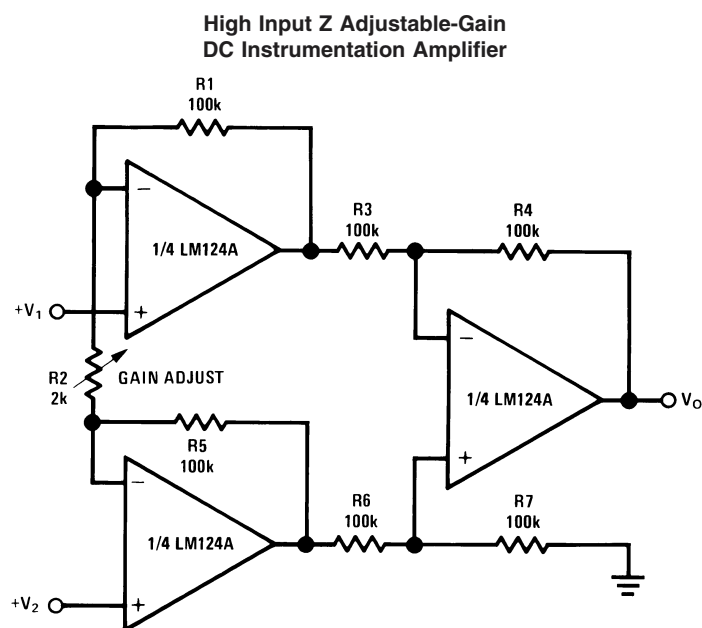 High Input Z Adjustable-Gain
DC Instrumentation Amplifier
R1
100k
−
1/4 LM124A
+
+V₁
R3
100k
R4
100k
R2
2k
GAIN ADJUST
−
1/4 LM124A
+
V₀
R5
100k
−
1/4 LM124A
+
+V₂
R6
100k
R7
100k